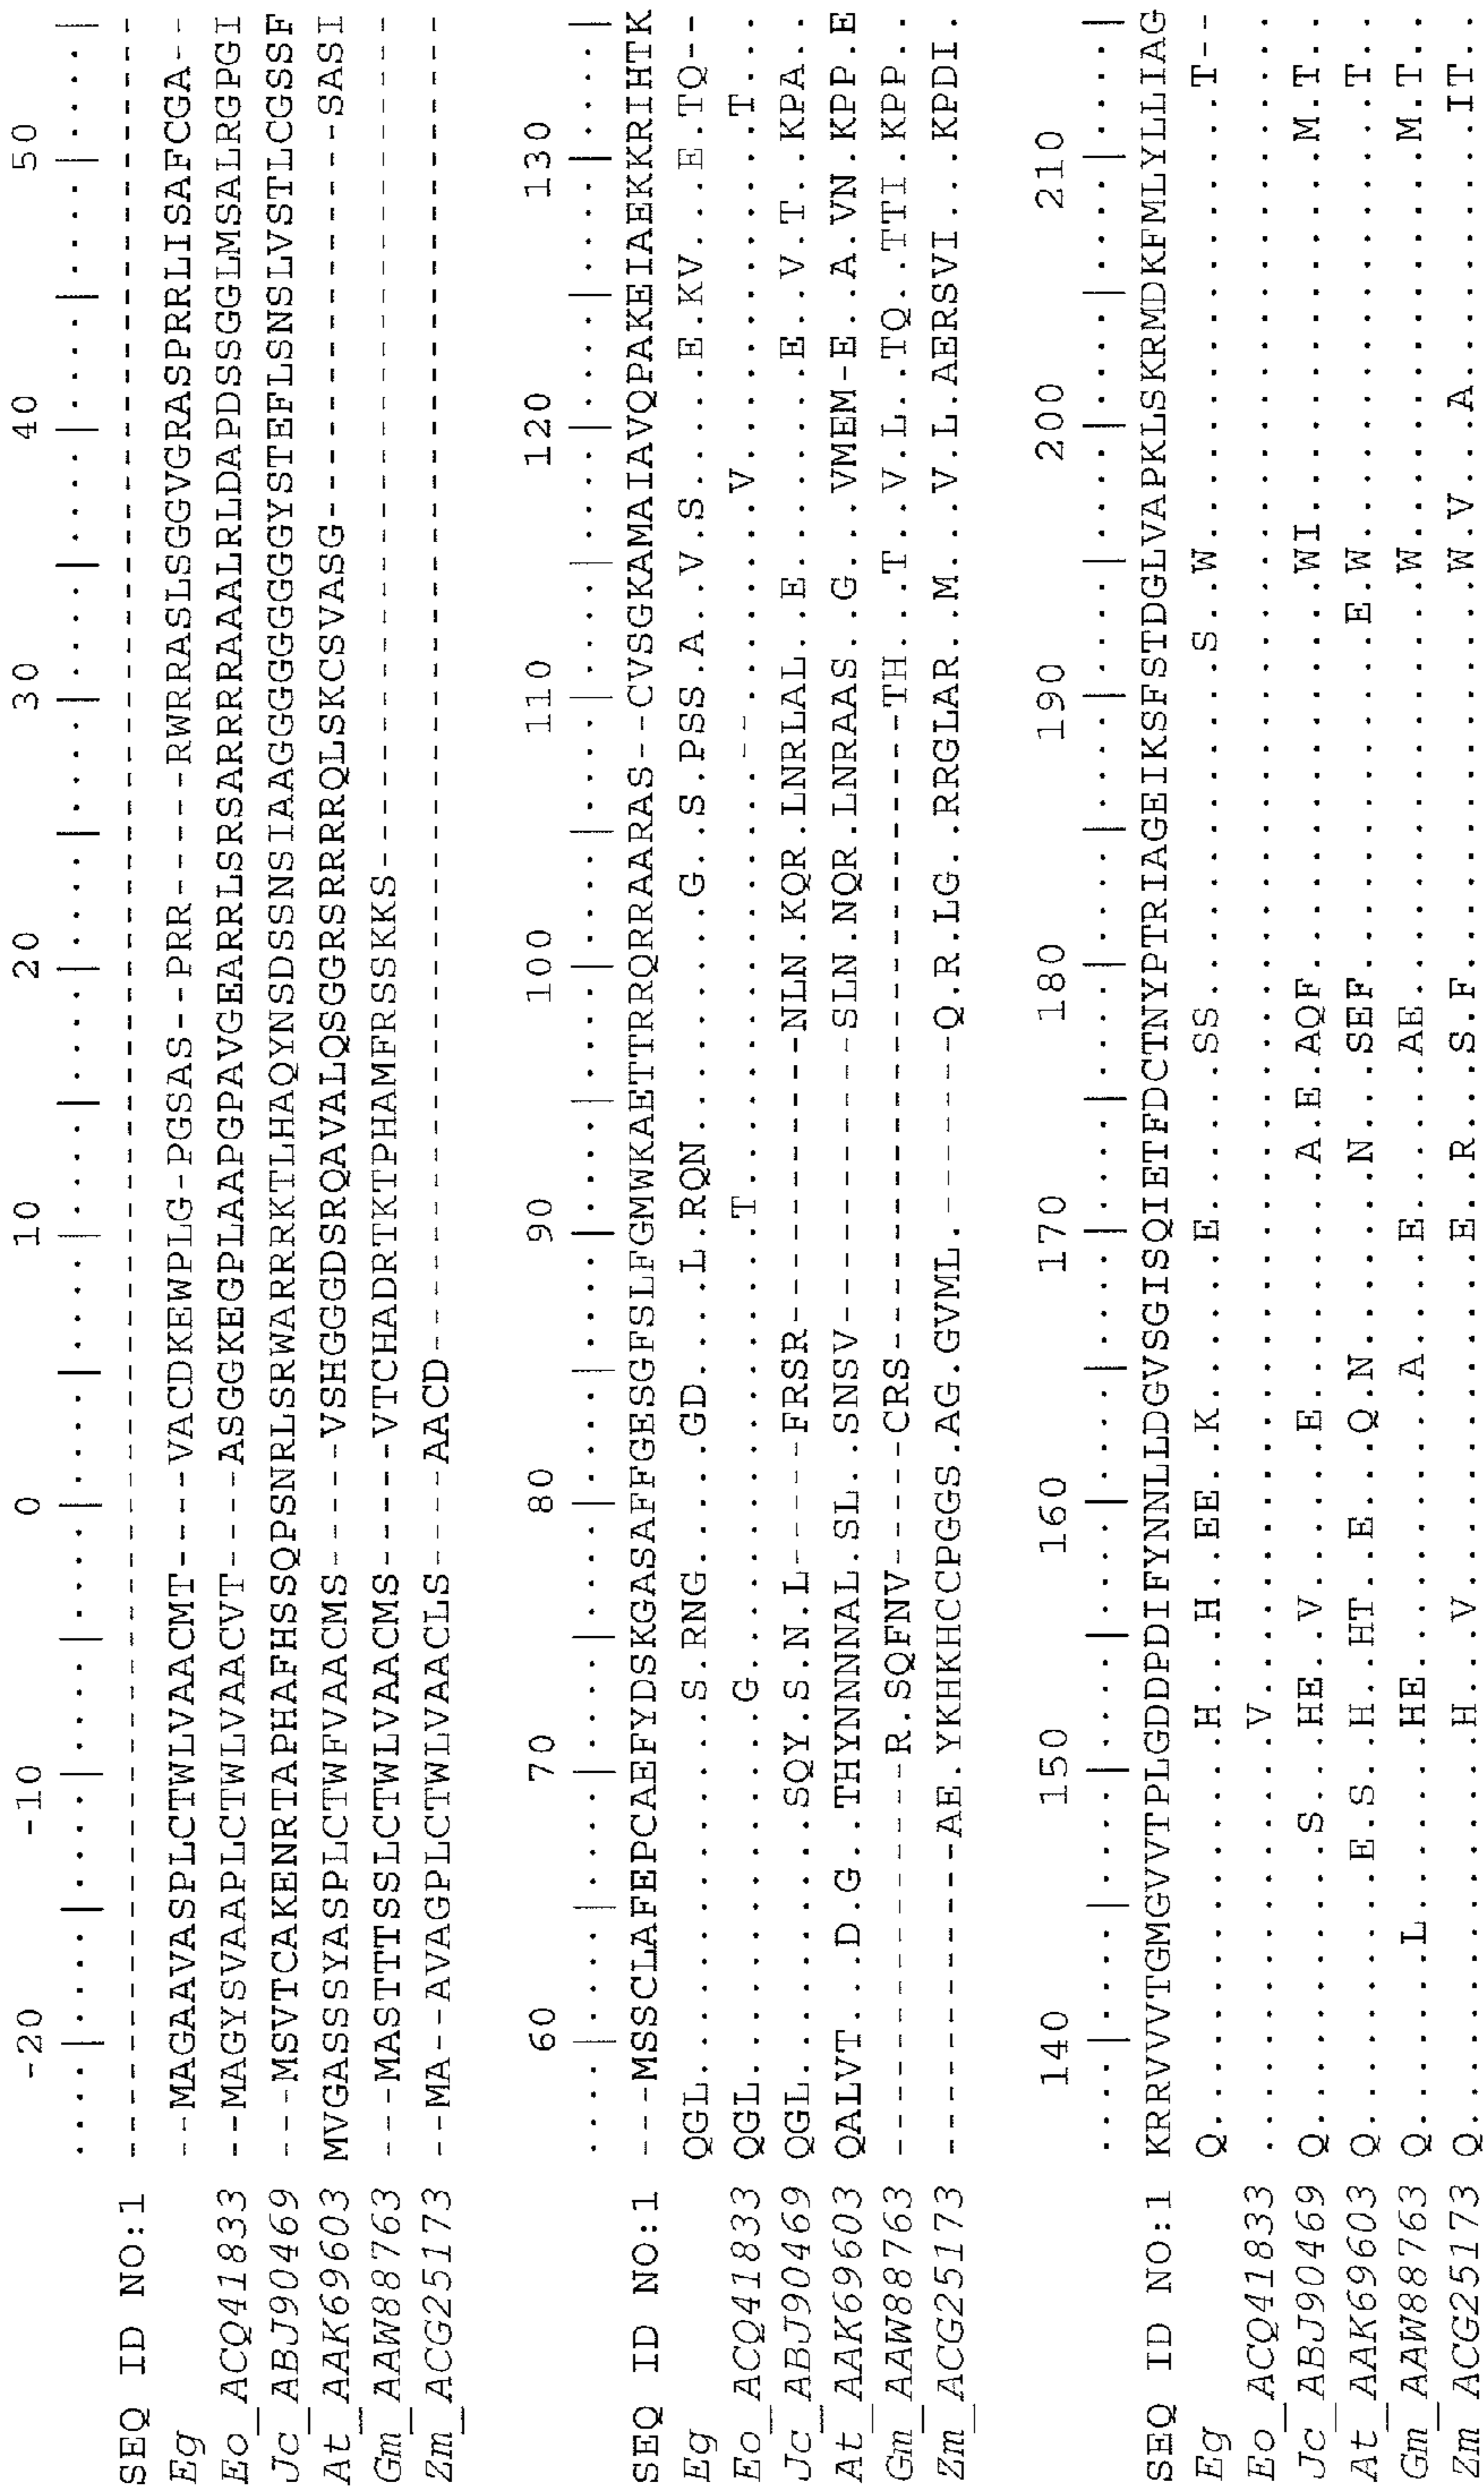 -20 -10 0 10 20 30 40 50
....|....|....|....|....|....|....|....|....|....|....|....|....|....|....|....|
SEQ ID NO:1 --------------------------------------------------------------------------------
Eg --MAGAAVASPLCTWLVAACMT----VACDKEWPLG-PGSAS--PRR-----RWRRASLSGGVGRASPRRLISAFCGA--
Eo_ACQ41833 --MAGYSVAAPLCTWLVAACVT----ASGGKEGPLAAPGPAVGEARRLSRSARRRRAAALRLDAPDSSGGLMSALRGPGI
Jc_ABJ90469 ---MSVTCAKENRTAPHAFHSSQPSNRLSRWARRRKTLHAQYNSDSSNSIAAGGGGGGGGYSTEFLSNSLVSTLCGSSF
At_AAK69603 MVGASSSYASPLCTWFVAACMS-----VSHGGGDSRQAVALQSGGRSRRRRQLSKCSVASG---------------SASI
Gm_AAW88763 ---MASTTTSSLCTWLVAACMS-----VTCHADRTKTPHAMFRSSKKS--------------------------------
Zm_ACG25173 --MA--AVAGPLCTWLVAACLS----AACD--------------------------------------------------
60 70 80 90 100 110 120 130
....|....|....|....|....|....|....|....|....|....|....|....|....|....|....|....|
SEQ ID NO:1 ---MSSCLAFEPCAEFYDSKGASAFFGESGFSLFGMWKAETTRRQRRAARAS--CVSGKAMAIAVQPAKEIAEKKRIHTK
Eg QGL..............S.RNG.....GD....L.RQN.........G..S.PSS.A..V.S.....E.KV...E.TQ--
Eo_ACQ41833 QGL..............G.................T................--........V.............T...
Jc_ABJ90469 QGL..........SQY.S.N.L-----FRSR-----------NLN.KQR.LNRLAL..E........E..V.T..KPA..
At_AAK69603 QALVT...D.G..THYNNNNAL.SL..SNSV-----------SLN.NQR.LNRAAS..G...VMEM-E..A.VN.KPP.E
Gm_AAW88763 ---------------R.SQFNV-----CRS------------------------TH...T..V.L..TQ..TTI.KPP..
Zm_ACG25173 ------------AE.YKHKHCCPGGS.AG.GVML.-------Q.R.LG..RRGLAR..M...V.L.AERSVI...KPDI.
140 150 160 170 180 190 200 210
....|....|....|....|....|....|....|....|....|....|....|....|....|....|....|....|
SEQ ID NO:1 KRRVVVTGMGVVTPLGDDPDIFYNNLLDGVSGISQIETFDCTNYPTRIAGEIKSFSTDGLVAPKLSKRMDKFMLYLLIAG
Eg Q...............H...H..EE..K......E......SS..............S..W.................T--
Eo_ACQ41833 ................V...............................................................
Jc_ABJ90469 Q...........S...HE..V......E.........A.E.AQF...............WI..............M.T..
At_AAK69603 Q..........E.S..H..HT..E...Q.N.......N...SEF.............E.W.................T..
Gm_AAW88763 Q.......L.......HE...........A....E......AE................W...............M.T..
Zm_ACG25173 Q...............H...V.............E..R...S.F...............W.V...A..........IT..